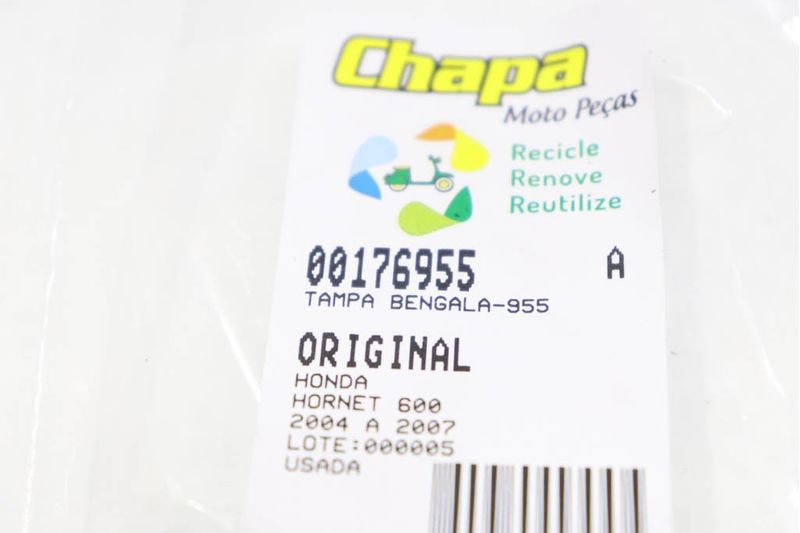 Chapa
Moto Peças
Recicle
Renove
Reutilize
00176955 A
TAMPA BENGALA-955
ORIGINAL
HONDA
HORNET 600
2004 A 2007
LOTE:000005
USADA